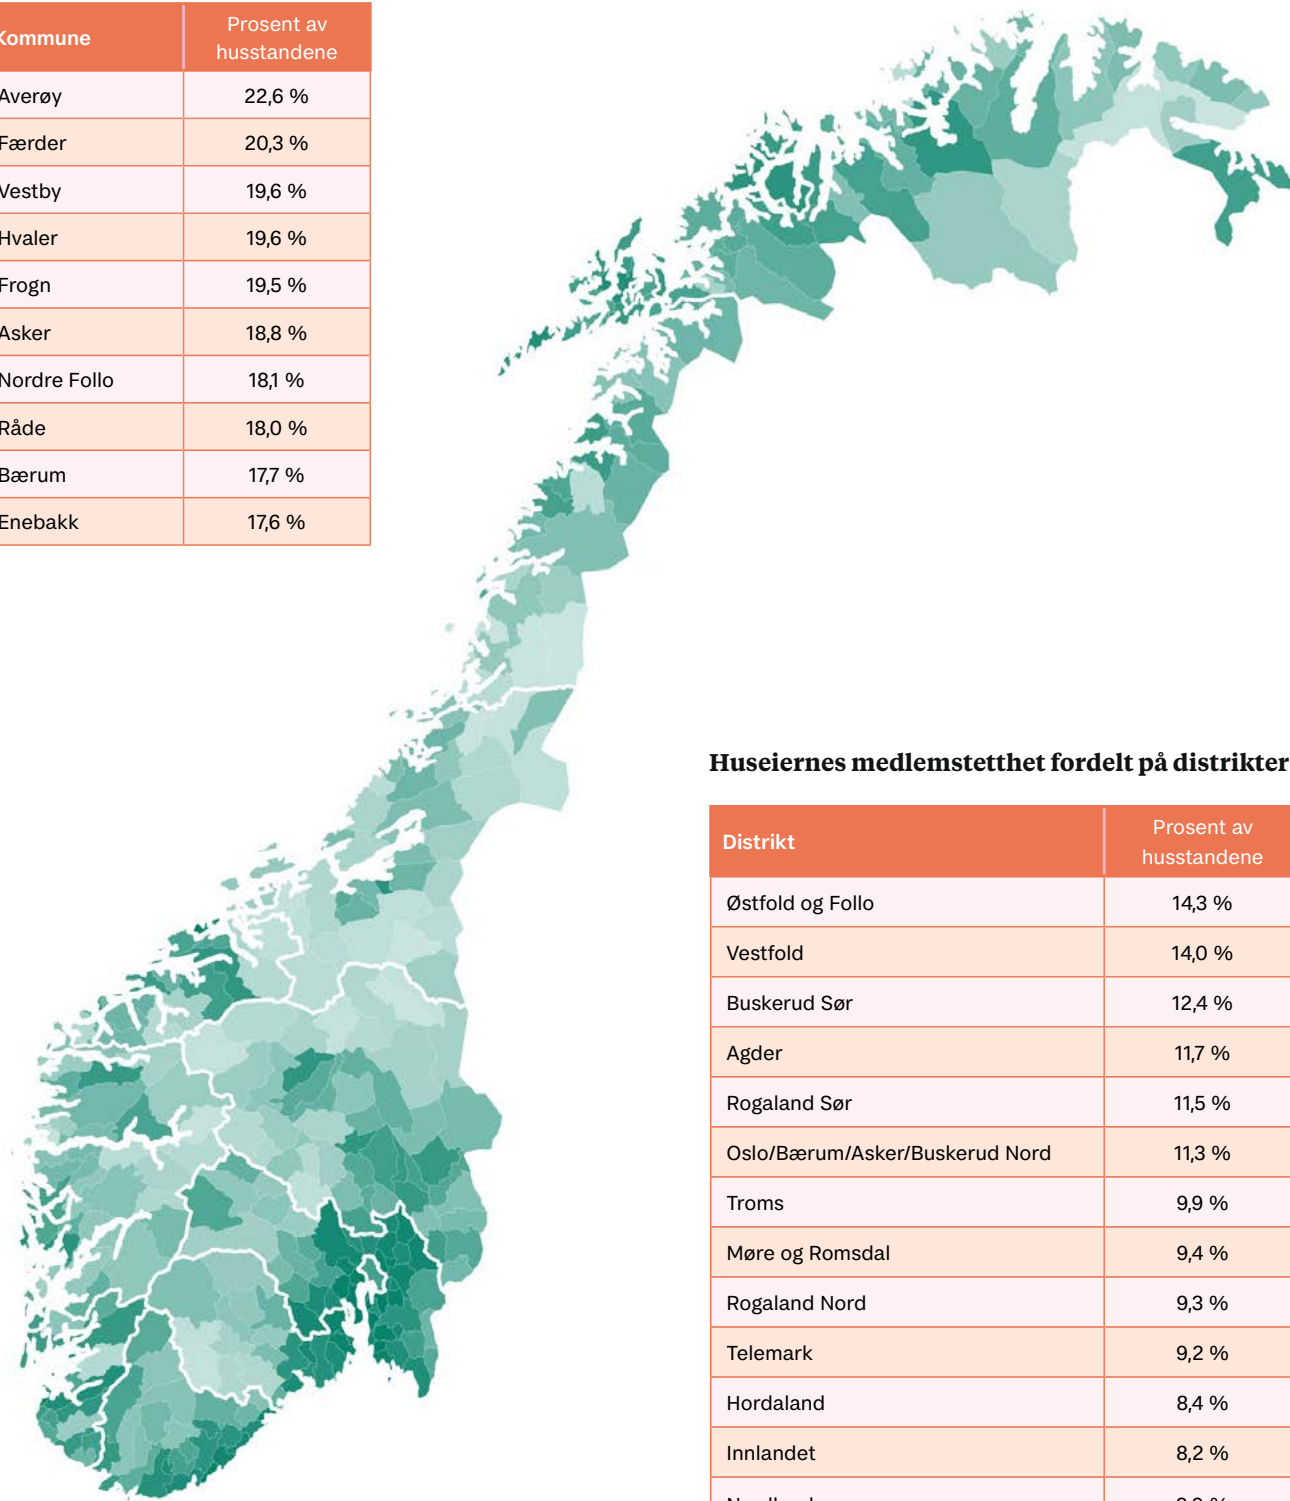 Kommune
Prosent av
husstandene
Averøy 22,6 %
Færder 20,3 %
Vestby 19,6 %
Hvaler 19,6 %
Frogn 19,5 %
Asker 18,8 %
Nordre Follo 18,1 %
Råde 18,0 %
Bærum 17,7 %
Enebakk 17,6 %
Huseiernes medlemstetthet fordelt på distrikter
Distrikt
Prosent av
husstandene
Østfold og Follo 14,3 %
Vestfold 14,0 %
Buskerud Sør 12,4 %
Agder 11,7 %
Rogaland Sør 11,5 %
Oslo/Bærum/Asker/Buskerud Nord 11,3 %
Troms 9,9 %
Møre og Romsdal 9,4 %
Rogaland Nord 9,3 %
Telemark 9,2 %
Hordaland 8,4 %
Innlandet 8,2 %